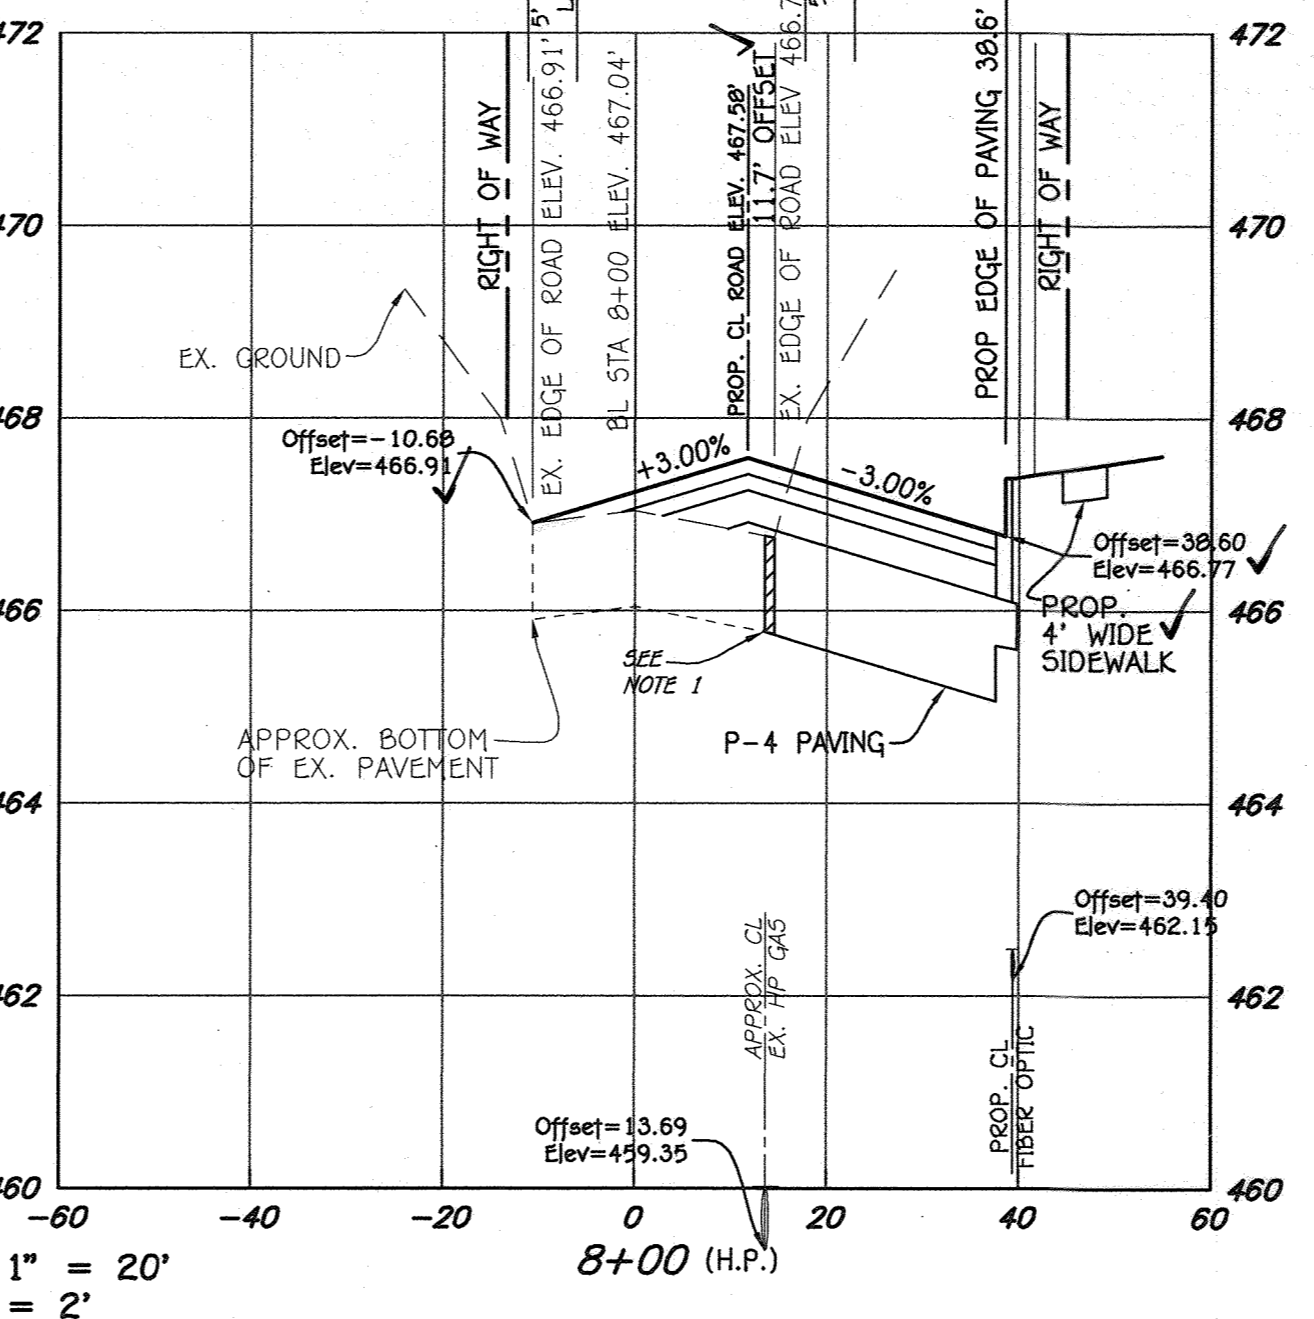 472
470
468
466
464
462
460
472
470
468
466
464
462
460
5'
RIGHT OF WAY
EX. EDGE OF ROAD ELEV. 466.91'
BL STA 8+00 ELEV. 467.04'
PROP. CL ROAD ELEV. 467.58'
11.7' OFFSET
EX. EDGE OF ROAD ELEV 466.7
PROP EDGE OF PAVING 38.6'
RIGHT OF WAY
EX. GROUND
Offset=-10.68
Elev=466.91
+3.00%
-3.00%
Offset=38.60
Elev=466.77
PROP.
4' WIDE
SIDEWALK
SEE
NOTE 1
APPROX. BOTTOM
OF EX. PAVEMENT
P-4 PAVING
Offset=39.40
Elev=462.15
APPROX. CL
EX. HP GAS
PROP. CL
FIBER OPTIC
Offset=13.69
Elev=459.35
-60 -40 -20 0 20 40 60
8+00 (H.P.)
1" = 20'
= 2'